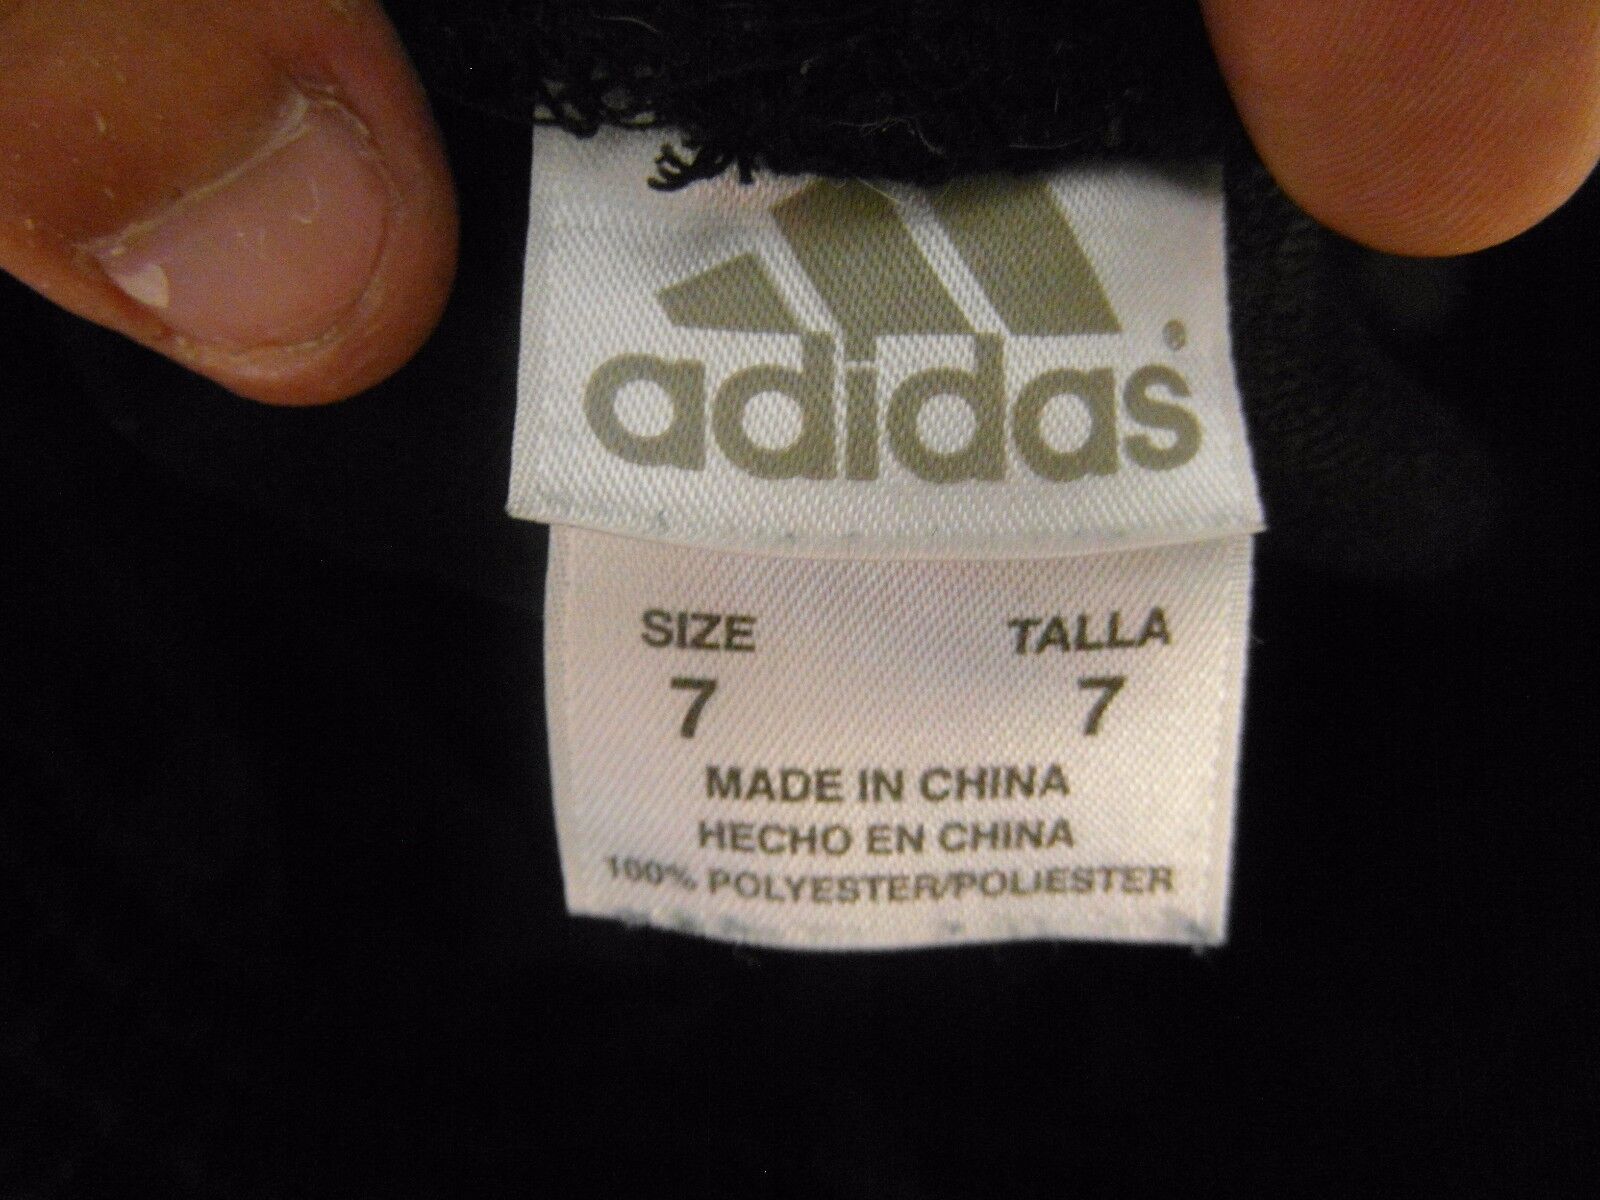 adidas®
SIZE TALLA
7 7
MADE IN CHINA
HECHO EN CHINA
100% POLYESTER/POLIESTER